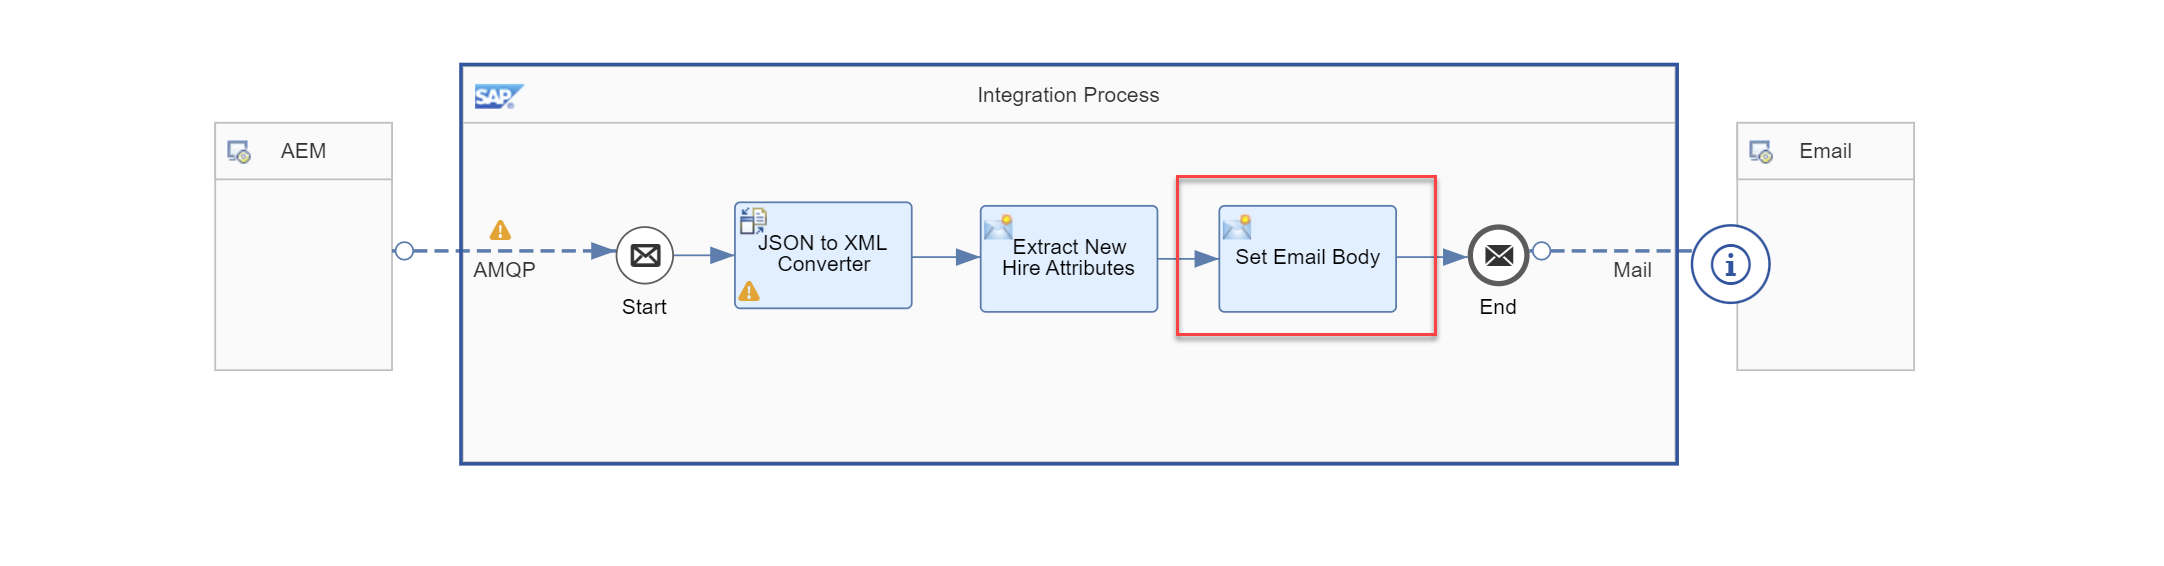 SAP
Integration Process
AEM
Email
AMQP
Start
JSON to XML
Converter
Extract New
Hire Attributes
Set Email Body
End
Mail